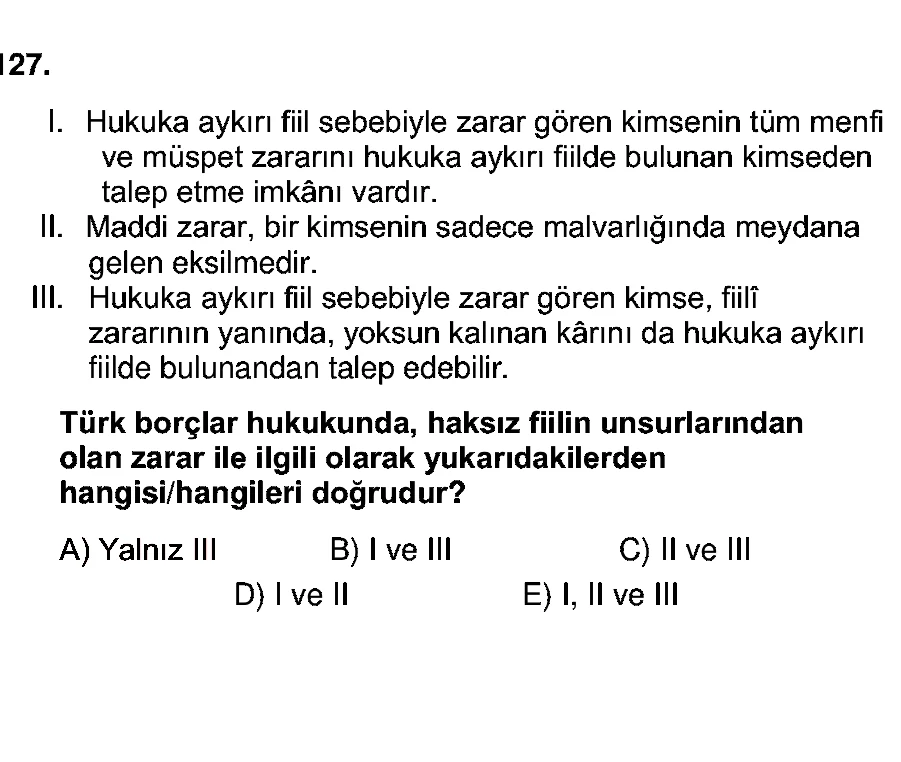 127.
I. Hukuka aykırı fiil sebebiyle zarar gören kimsenin tüm menfi
ve müspet zararını hukuka aykırı fiilde bulunan kimseden
talep etme imkânı vardır.
II. Maddi zarar, bir kimsenin sadece malvarlığında meydana
gelen eksilmedir.
III. Hukuka aykırı fiil sebebiyle zarar gören kimse, fiilî
zararının yanında, yoksun kalınan kârını da hukuka aykırı
fiilde bulunandan talep edebilir.
Türk borçlar hukukunda, haksız fiilin unsurlarından
olan zarar ile ilgili olarak yukarıdakilerden
hangisi/hangileri doğrudur?
A) Yalnız III B) I ve III C) II ve III
D) I ve II E) I, II ve III